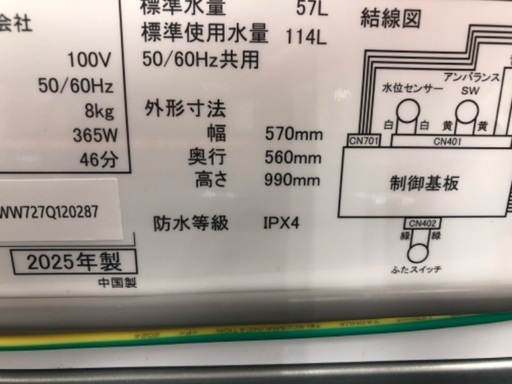 会社
100V
50/60Hz
8kg
365W
46分
WW727Q120287
2025年製
中国製
標準水量 57L
標準使用水量 114L
50/60Hz共用
外形寸法
幅 570mm
奥行 560mm
高さ 990mm
防水等級 IPX4
結線図
アンバランス
水位センサー SW
白 白 黄 黄
CN701 CN401
制御基板
CN402
緑 緑
ふたスイッチ